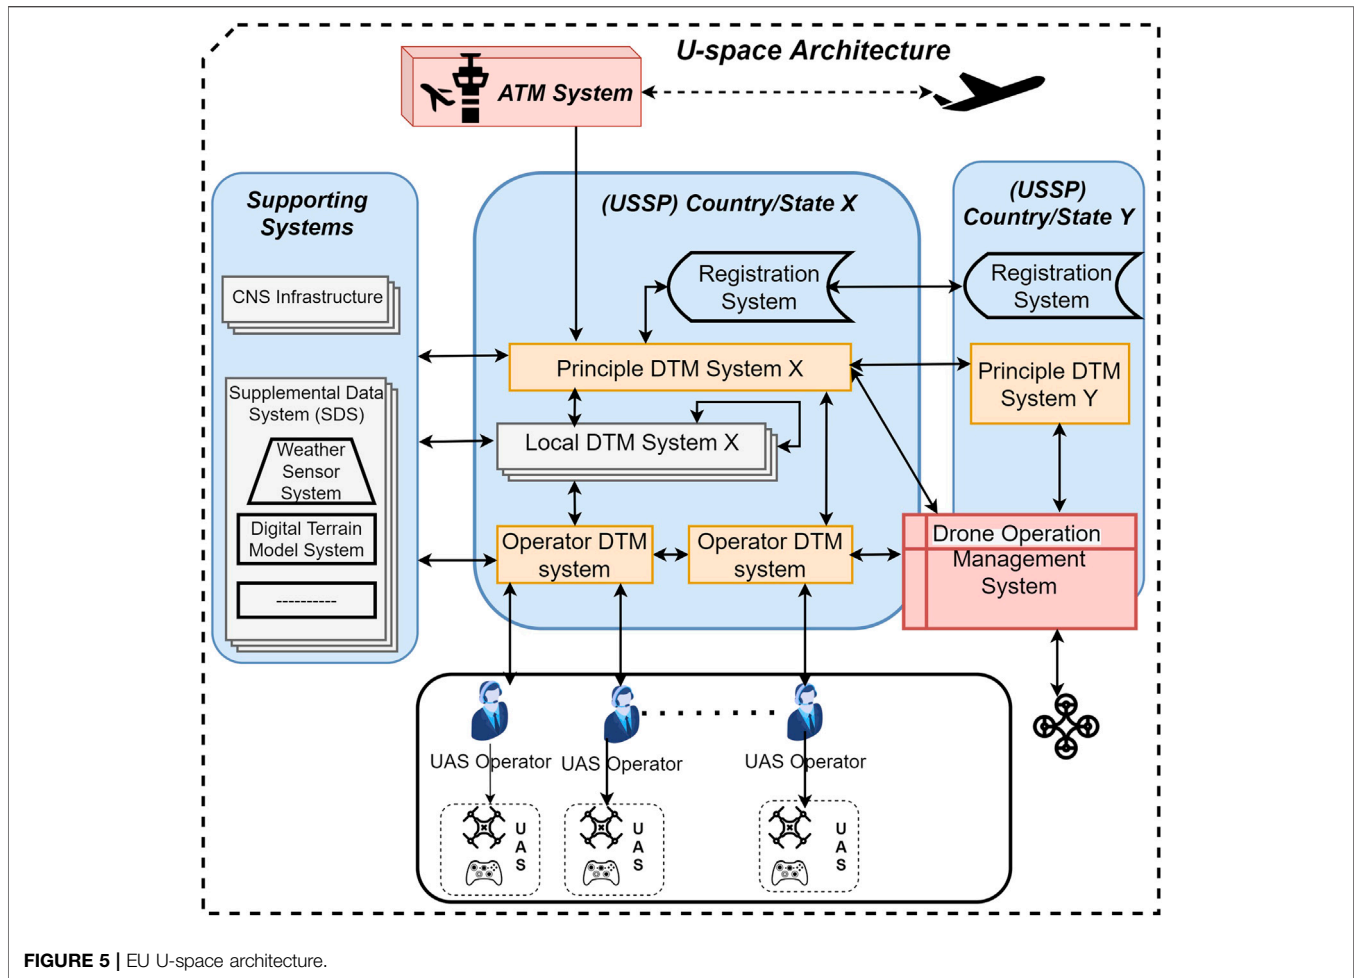 U-space Architecture
ATM System
Supporting
Systems
CNS Infrastructure
Supplemental Data
System (SDS)
Weather
Sensor
System
Digital Terrain
Model System
----------
(USSP) Country/State X
Registration
System
Principle DTM System X
Local DTM System X
Operator DTM
system
Operator DTM
system
(USSP)
Country/State Y
Registration
System
Principle DTM
System Y
Drone Operation
Management
System
UAS Operator
UAS Operator
UAS Operator
U
A
S
U
A
S
U
A
S
FIGURE 5 | EU U-space architecture.